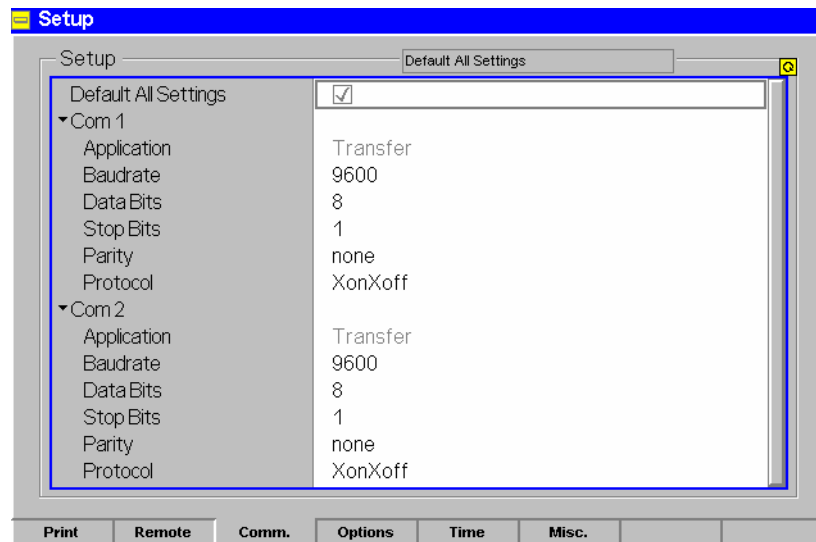 Setup
Setup Default All Settings
Default All Settings
Com 1
Application Transfer
Baudrate 9600
Data Bits 8
Stop Bits 1
Parity none
Protocol XonXoff
Com 2
Application Transfer
Baudrate 9600
Data Bits 8
Stop Bits 1
Parity none
Protocol XonXoff
Print Remote Comm. Options Time Misc.